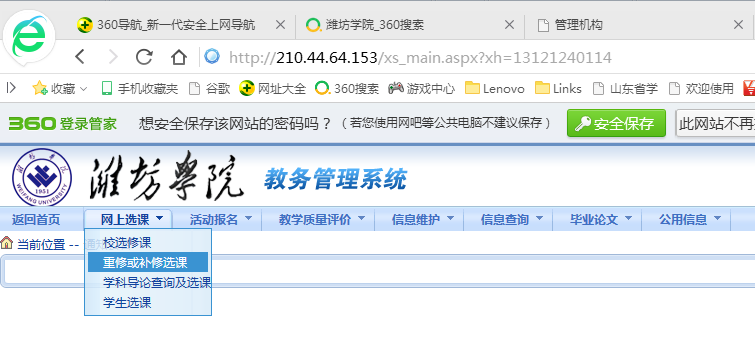 360导航_新一代安全上网导航 潍坊学院_360搜索 管理机构
http://210.44.64.153/xs_main.aspx?xh=13121240114
收藏 手机收藏夹 谷歌 网址大全 360搜索 游戏中心 Lenovo Links 山东省学 欢迎使用
360登录管家 想安全保存该网站的密码吗？（若您使用网吧等公共电脑不建议保存） 安全保存 此网站不再
潍坊学院 教务管理系统
WEIFANG UNIVERSITY
1951
返回首页 网上选课 活动报名 教学质量评价 信息维护 信息查询 毕业论文 公用信息
当前位置 --
校选修课
重修或补修选课
学科导论查询及选课
学生选课